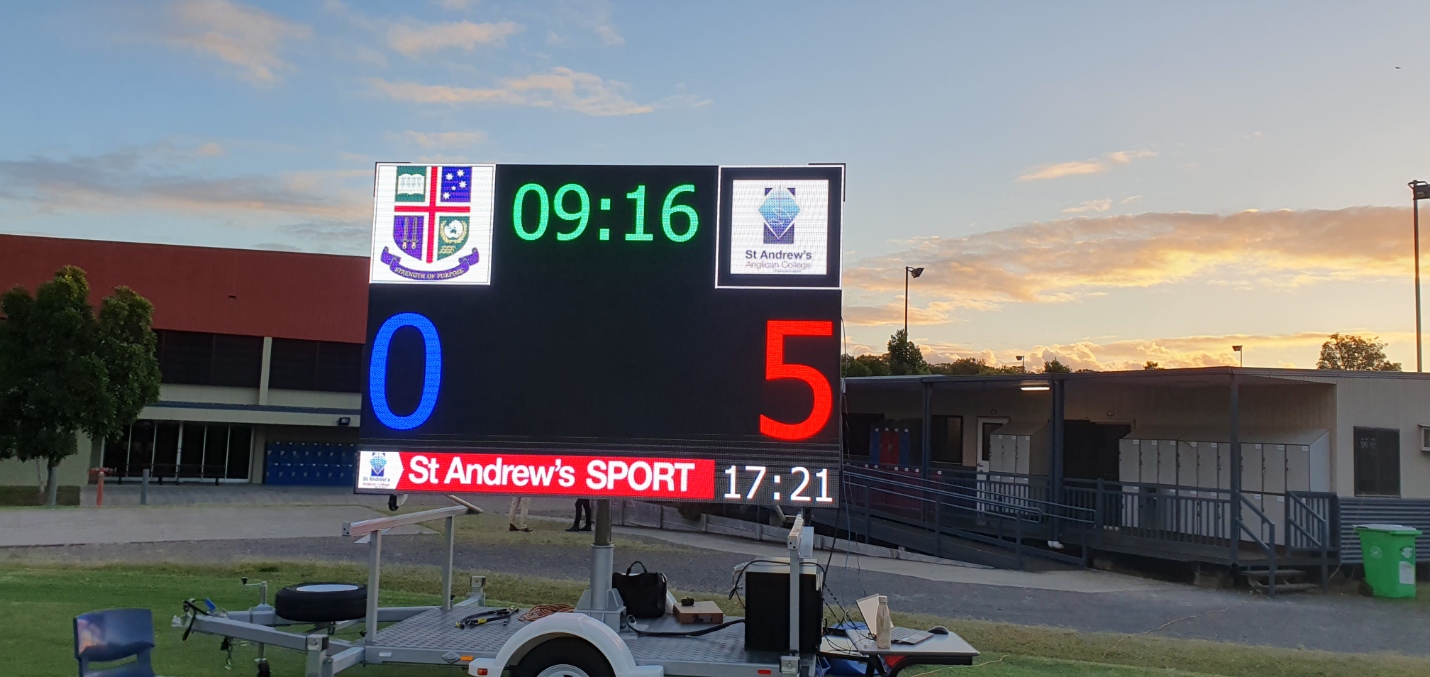 09:16
STRENGTH OF PURPOSE
St Andrew's
Anglican College
0
5
St Andrew's SPORT
17:21